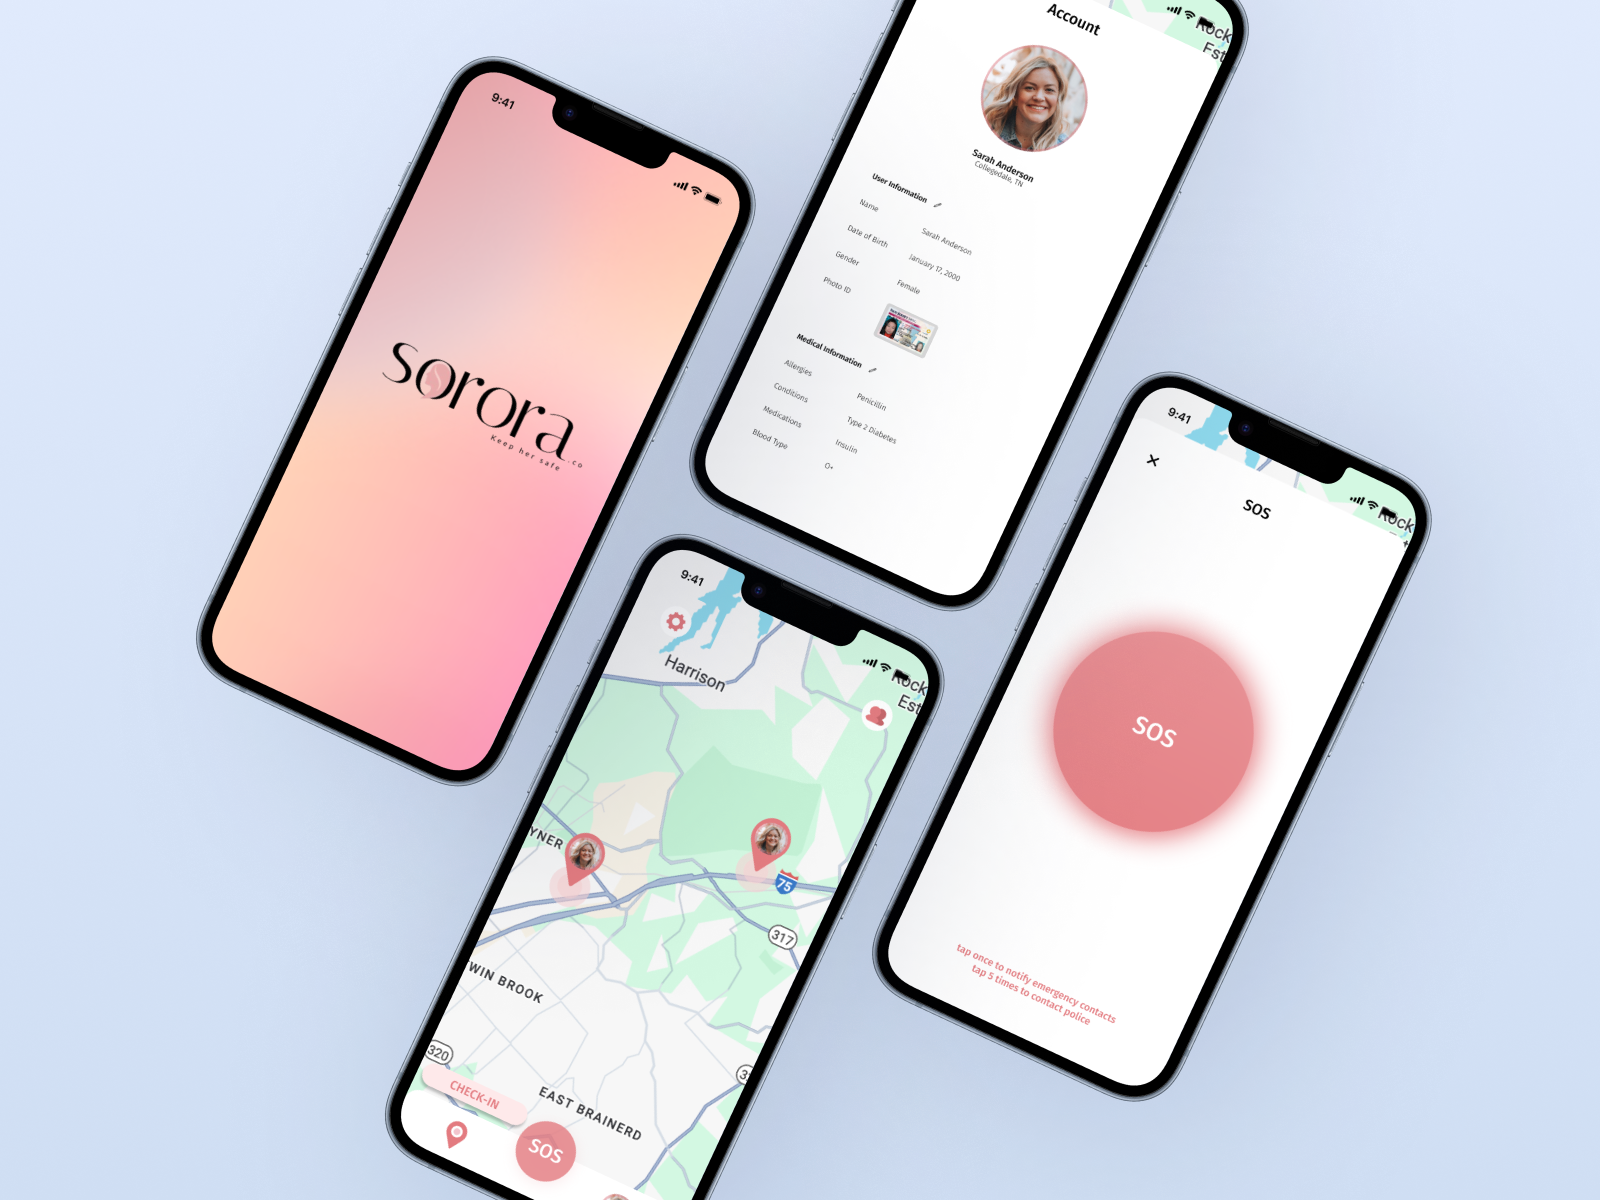 9:41
sorora
.co
Keep her safe
Account
Rock
Est
Sarah Anderson
Collegedale, TN
User Information
Name
Sarah Anderson
Date of Birth
January 17, 2000
Gender
Female
Photo ID
Medical Information
Allergies
Penicillin
Conditions
Type 2 Diabetes
Medications
Insulin
Blood Type
O+
9:41
Harrison
Rock
Est
YNER
75
317
WIN BROOK
320
CHECK-IN
EAST BRAINERD
SOS
9:41
Rock
SOS
SOS
tap once to notify emergency contacts
tap 5 times to contact police